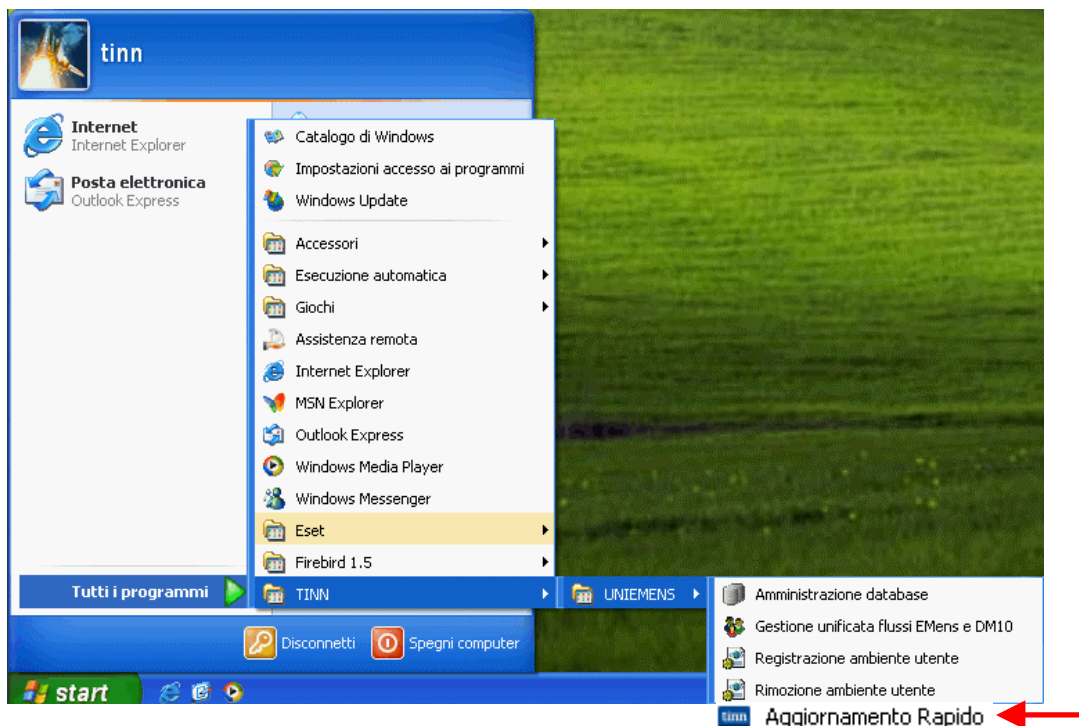 tinn
Internet
Internet Explorer
Posta elettronica
Outlook Express
Catalogo di Windows
Impostazioni accesso ai programmi
Windows Update
Accessori
Esecuzione automatica
Giochi
Assistenza remota
Internet Explorer
MSN Explorer
Outlook Express
Windows Media Player
Windows Messenger
Eset
Firebird 1.5
TINN
UNIEMENS
Amministrazione database
Gestione unificata flussi EMens e DM10
Registrazione ambiente utente
Rimozione ambiente utente
tinn Aggiornamento Rapido
Tutti i programmi
Disconnetti
Spegni computer
start